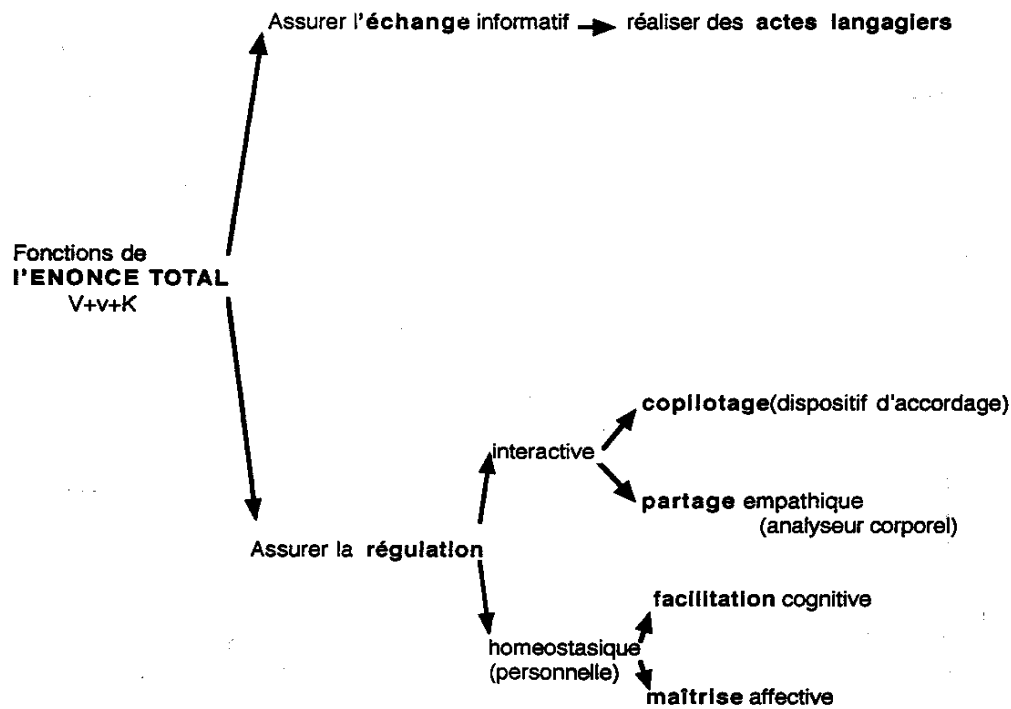 Assurer l'échange informatif → réaliser des actes langagiers
Fonctions de
l'ENONCE TOTAL
V+v+K
copilotage(dispositif d'accordage)
interactive
partage empathique
(analyseur corporel)
Assurer la régulation
facilitation cognitive
homeostasique
(personnelle)
maîtrise affective